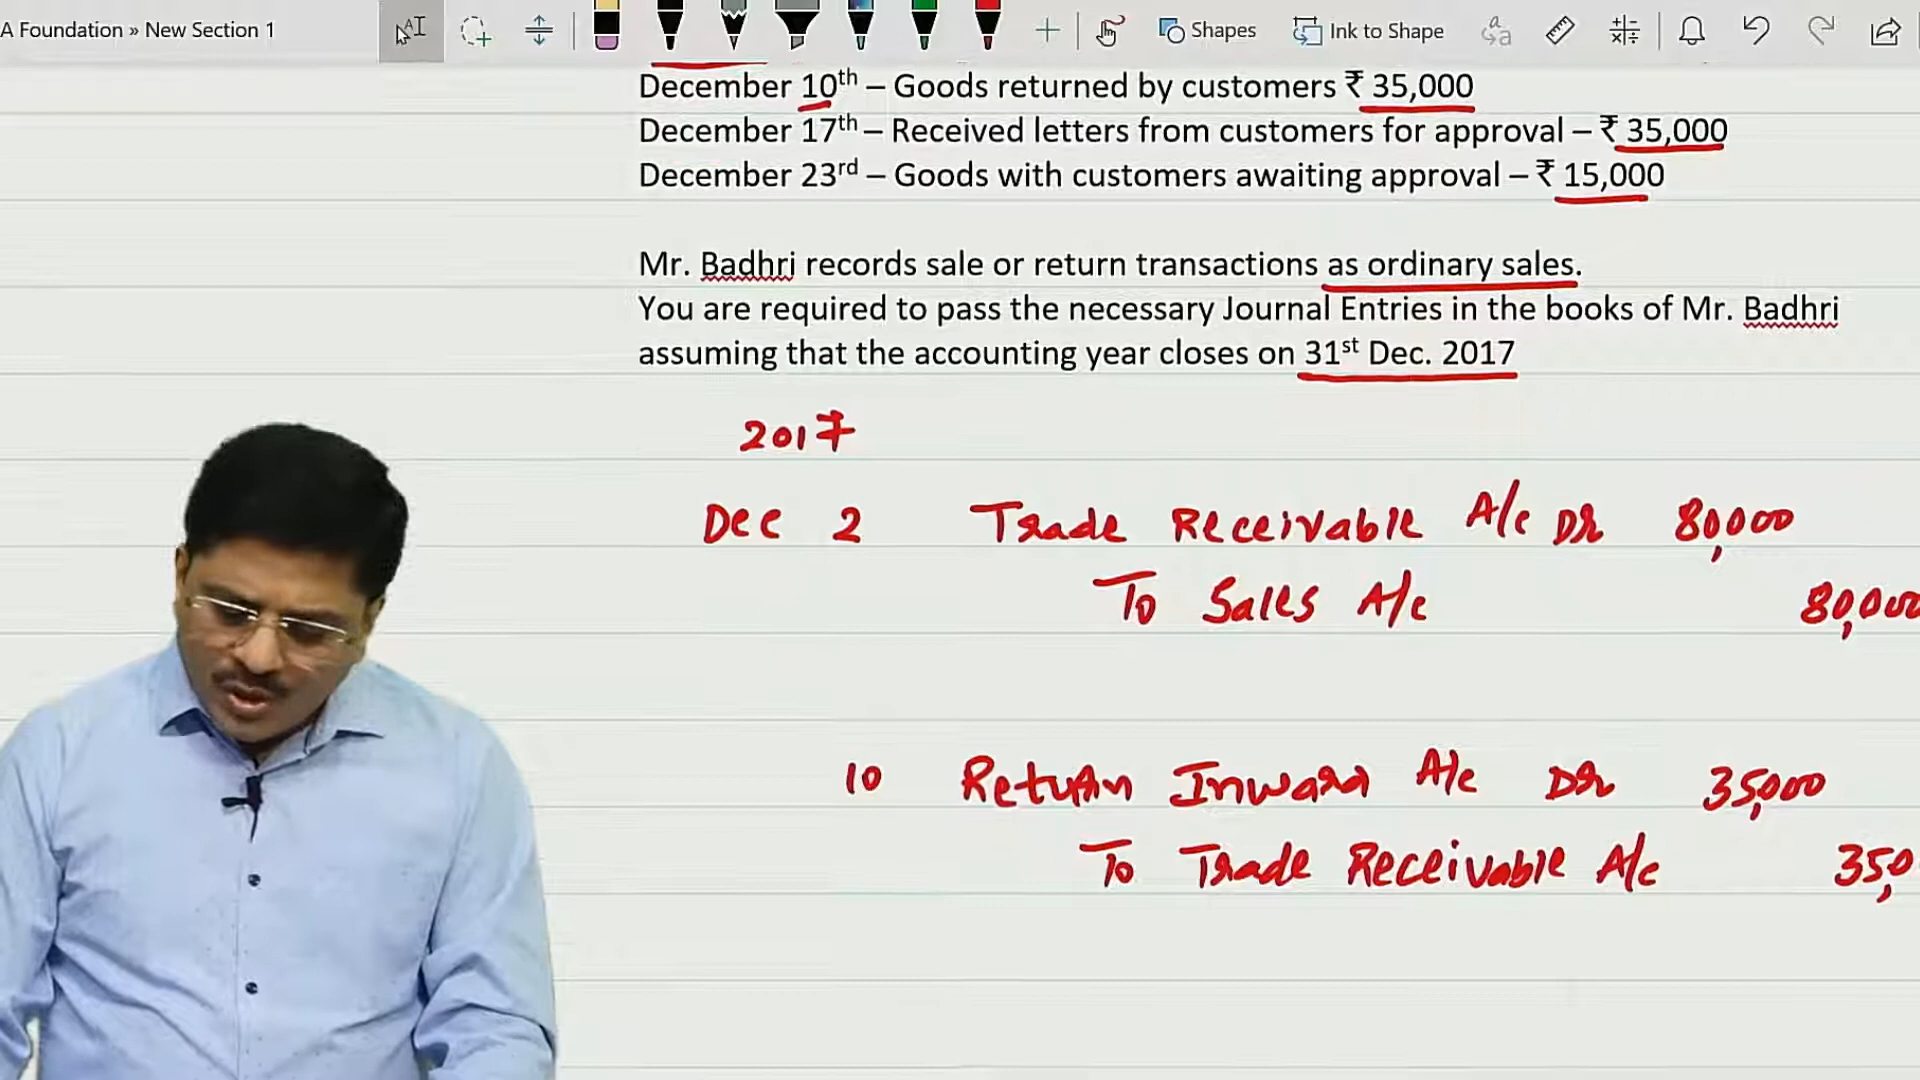 A Foundation » New Section 1
Shapes
Ink to Shape
December 10th – Goods returned by customers ₹ 35,000
December 17th – Received letters from customers for approval – ₹ 35,000
December 23rd – Goods with customers awaiting approval – ₹ 15,000
Mr. Badhri records sale or return transactions as ordinary sales.
You are required to pass the necessary Journal Entries in the books of Mr. Badhri
assuming that the accounting year closes on 31st Dec. 2017
2017
Dec 2 Trade Receivable A/c Dr 80,000
To Sales A/c 80,000
10 Return Inward A/c Dr 35,000
To Trade Receivable A/c 35,0